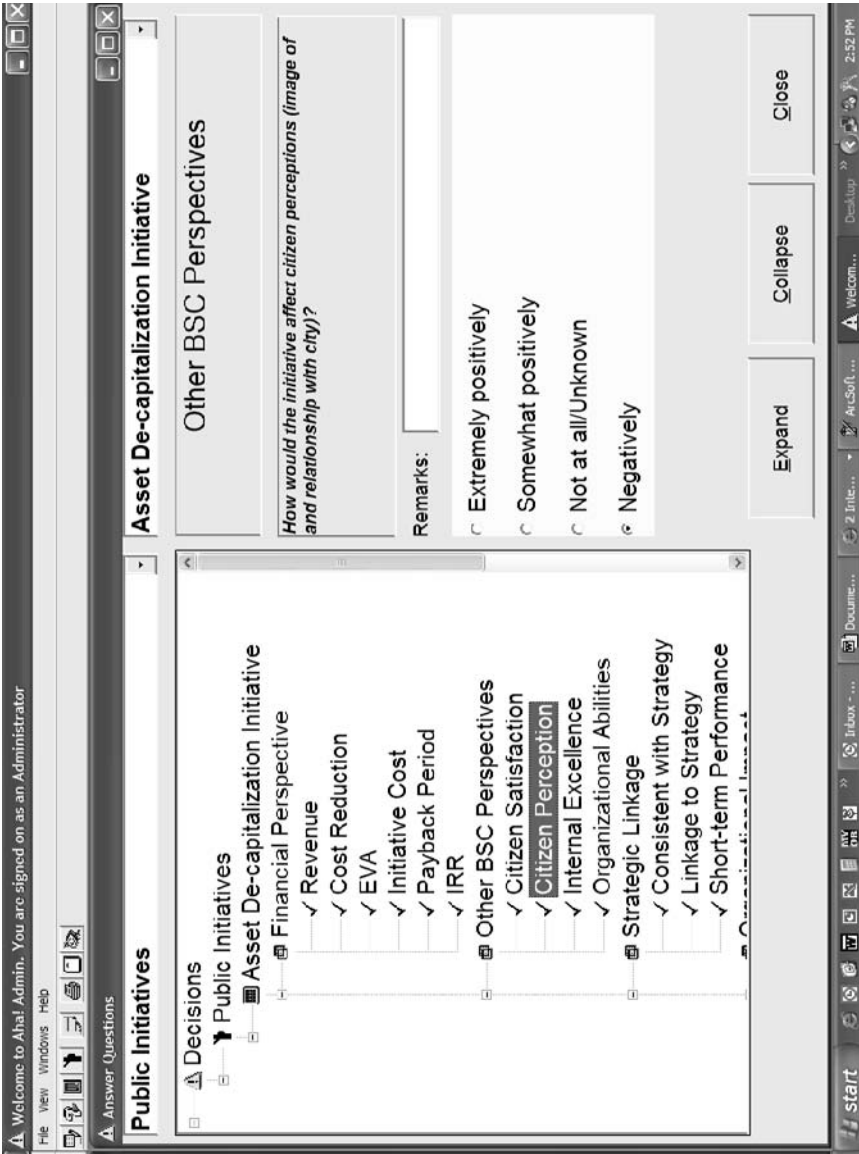 Welcome to Aha! Admin. You are signed on as an Administrator
File View Windows Help
Answer Questions
Public Initiatives
Asset De-capitalization Initiative
Decisions
Public Initiatives
Asset De-capitalization Initiative
Financial Perspective
Revenue
Cost Reduction
EVA
Initiative Cost
Payback Period
IRR
Other BSC Perspectives
Citizen Satisfaction
Citizen Perception
Internal Excellence
Organizational Abilities
Strategic Linkage
Consistent with Strategy
Linkage to Strategy
Short-term Performance
Other BSC Perspectives
How would the initiative affect citizen perceptions (image of
and relationship with city)?
Remarks:
Extremely positively
Somewhat positively
Not at all/Unknown
Negatively
Expand Collapse Close
start Inbox - ... Docume... 2 Inte... ArcSoft ... Welcom... Desktop 2:52 PM